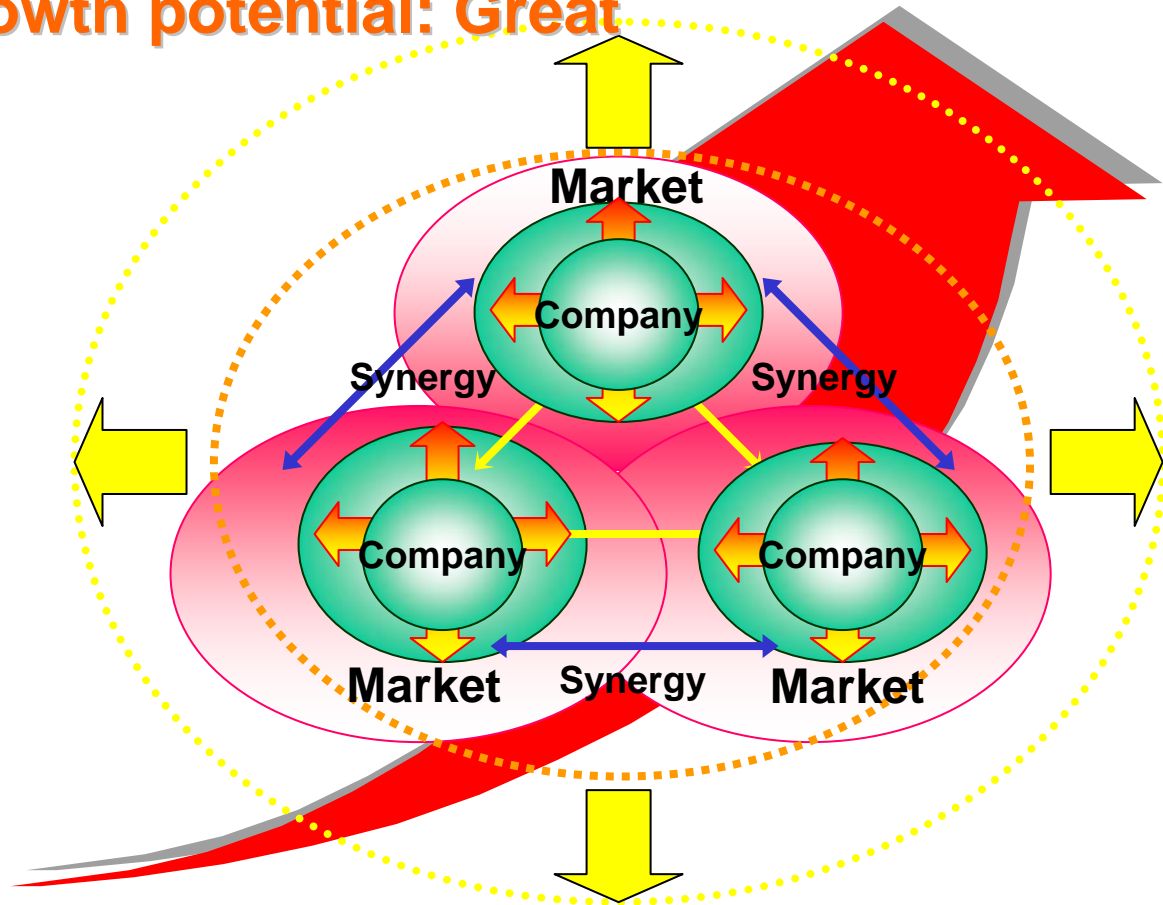 owth potential: Great
Market
Company
Synergy
Synergy
Company
Company
Market
Synergy
Market